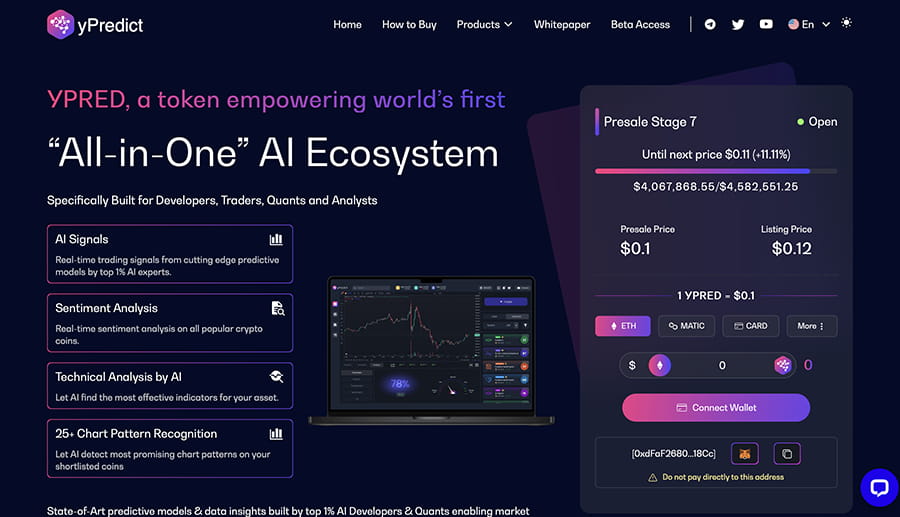 yPredict
Home
How to Buy
Products
Whitepaper
Beta Access
En
YPRED, a token empowering world's first
“All-in-One” AI Ecosystem
Specifically Built for Developers, Traders, Quants and Analysts
AI Signals
Real-time trading signals from cutting edge predictive
models by top 1% AI experts.
Sentiment Analysis
Real-time sentiment analysis on all popular crypto
coins.
Technical Analysis by AI
Let AI find the most effective indicators for your asset.
25+ Chart Pattern Recognition
Let AI detect most promising chart patterns on your
shortlisted coins
78%
State-of-Art predictive models & data insights built by top 1% AI Developers & Quants enabling market
Presale Stage 7
Open
Until next price $0.11 (+11.11%)
$4,067,868.55/$4,582,551.25
Presale Price
Listing Price
$0.1
$0.12
1 YPRED = $0.1
ETH
MATIC
CARD
More
$
0
0
Connect Wallet
[0xdFaF2680...18Cc]
Do not pay directly to this address